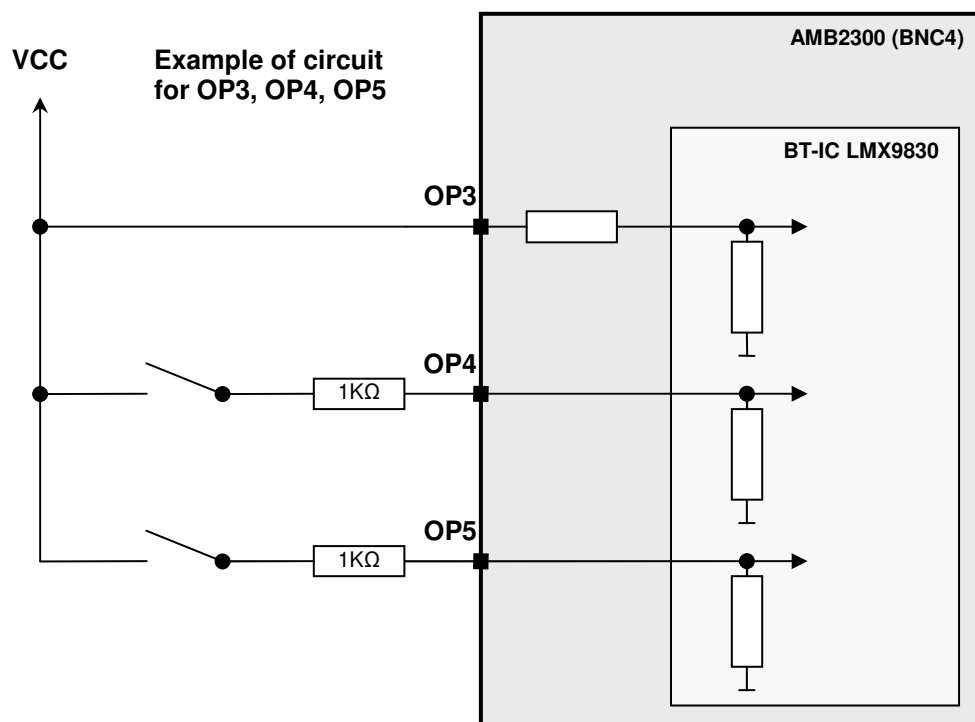 AMB2300 (BNC4)
VCC
Example of circuit
for OP3, OP4, OP5
BT-IC LMX9830
OP3
OP4
1KΩ
OP5
1KΩ